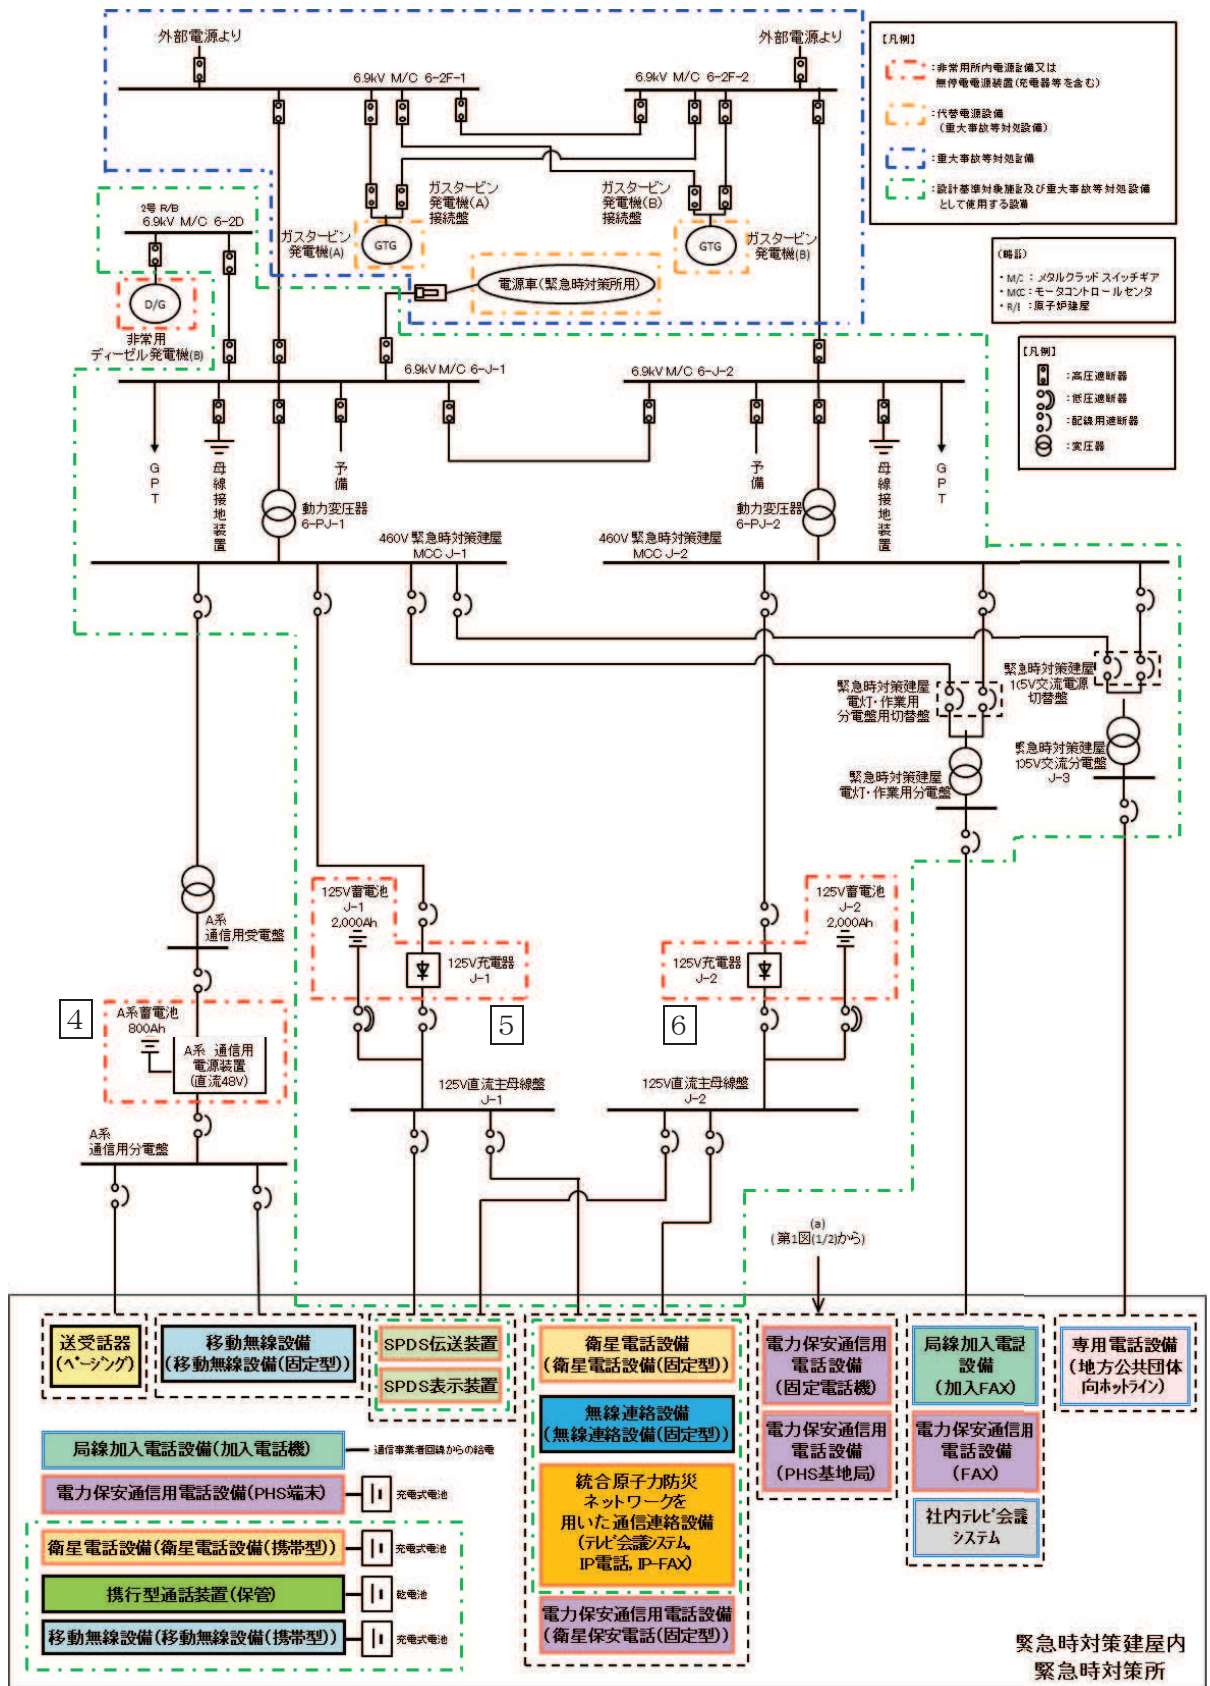 外部電源より
外部電源より
6.9kV M/C 6-2F-1
6.9kV M/C 6-2F-2
【凡例】
:非常用所内電源設備又は
無停電電源装置(充電器等を含む)
:代替電源設備
(重大事故等対処設備)
:重大事故等対処設備
:設計基準対象施設及び重大事故等対処設備
として使用する設備
(略語)
・M/C : メタルクラッドスイッチギア
・MCC : モータコントロールセンタ
・R/B : 原子炉建屋
【凡例】
:高圧遮断器
:低圧遮断器
:配線用遮断器
:変圧器
2号 R/B
6.9kV M/C 6-2D
ガスタービン
発電機(A)
接続盤
ガスタービン
発電機(B)
接続盤
ガスタービン
発電機(A)
GTG
GTG
ガスタービン
発電機(B)
電源車(緊急時対策所用)
D/G
非常用
ディーゼル発電機(B)
6.9kV M/C 6-J-1
6.9kV M/C 6-J-2
GPT
母線接地装置
予備
予備
母線接地装置
GPT
動力変圧器
6-PJ-1
動力変圧器
6-PJ-2
460V 緊急時対策建屋
MCC J-1
460V 緊急時対策建屋
MCC J-2
緊急時対策建屋
電灯・作業用
分電盤用切替盤
緊急時対策建屋
105V交流電源
切替盤
緊急時対策建屋
電灯・作業用分電盤
緊急時対策建屋
105V交流分電盤
J-3
A系
通信用受電盤
125V蓄電池
J-1
2,000Ah
125V充電器
J-1
125V蓄電池
J-2
2,000Ah
125V充電器
J-2
4
5
6
A系蓄電池
800Ah
A系 通信用
電源装置
(直流48V)
A系
通信用分電盤
125V直流主母線盤
J-1
125V直流主母線盤
J-2
(a)
(第1図(1/2)から)
送受話器
(ページング)
移動無線設備
(移動無線設備(固定型))
SPDS伝送装置
SPDS表示装置
衛星電話設備
(衛星電話設備(固定型))
無線連絡設備
(無線連絡設備(固定型))
統合原子力防災
ネットワークを
用いた通信連絡設備
(テレビ会議システム,
IP電話, IP-FAX)
電力保安通信用電話設備
(衛星保安電話(固定型))
電力保安通信用
電話設備
(固定電話機)
電力保安通信用
電話設備
(PHS基地局)
局線加入電話
設備
(加入FAX)
電力保安通信用
電話設備
(FAX)
社内テレビ会議
システム
専用電話設備
(地方公共団体
向ホットライン)
局線加入電話設備(加入電話機)
通信事業者回線からの給電
電力保安通信用電話設備(PHS端末)
充電式電池
衛星電話設備(衛星電話設備(携帯型))
充電式電池
携行型通話装置(保管)
乾電池
移動無線設備(移動無線設備(携帯型))
充電式電池
緊急時対策建屋内
緊急時対策所